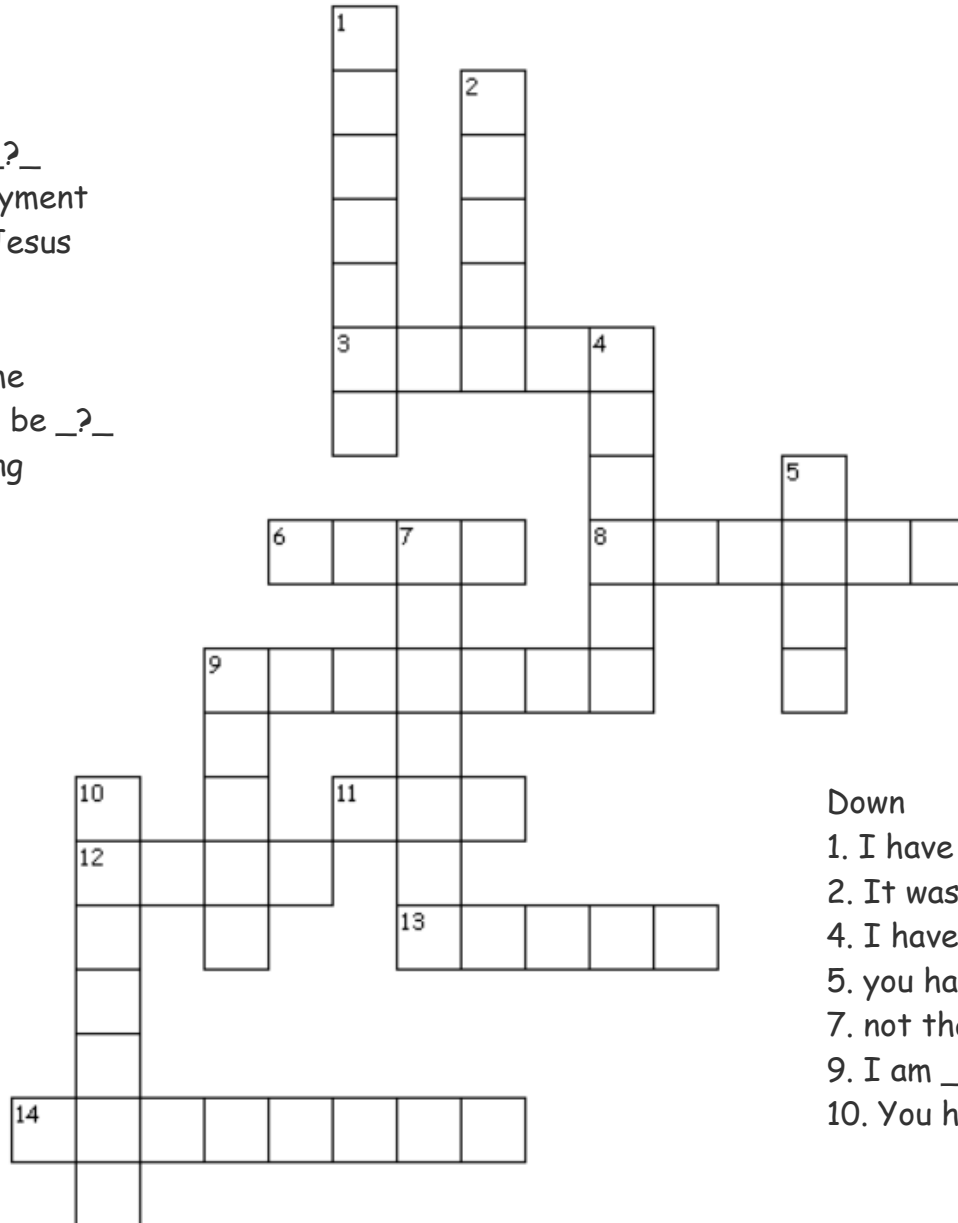 1
2
_?_
yment
Jesus
3
4
ne
be _?_
ng
5
6
7
8
9
10
11
12
13
14
Down
1. I have
2. It was
4. I have
5. you ha
7. not th
9. I am _
10. You h